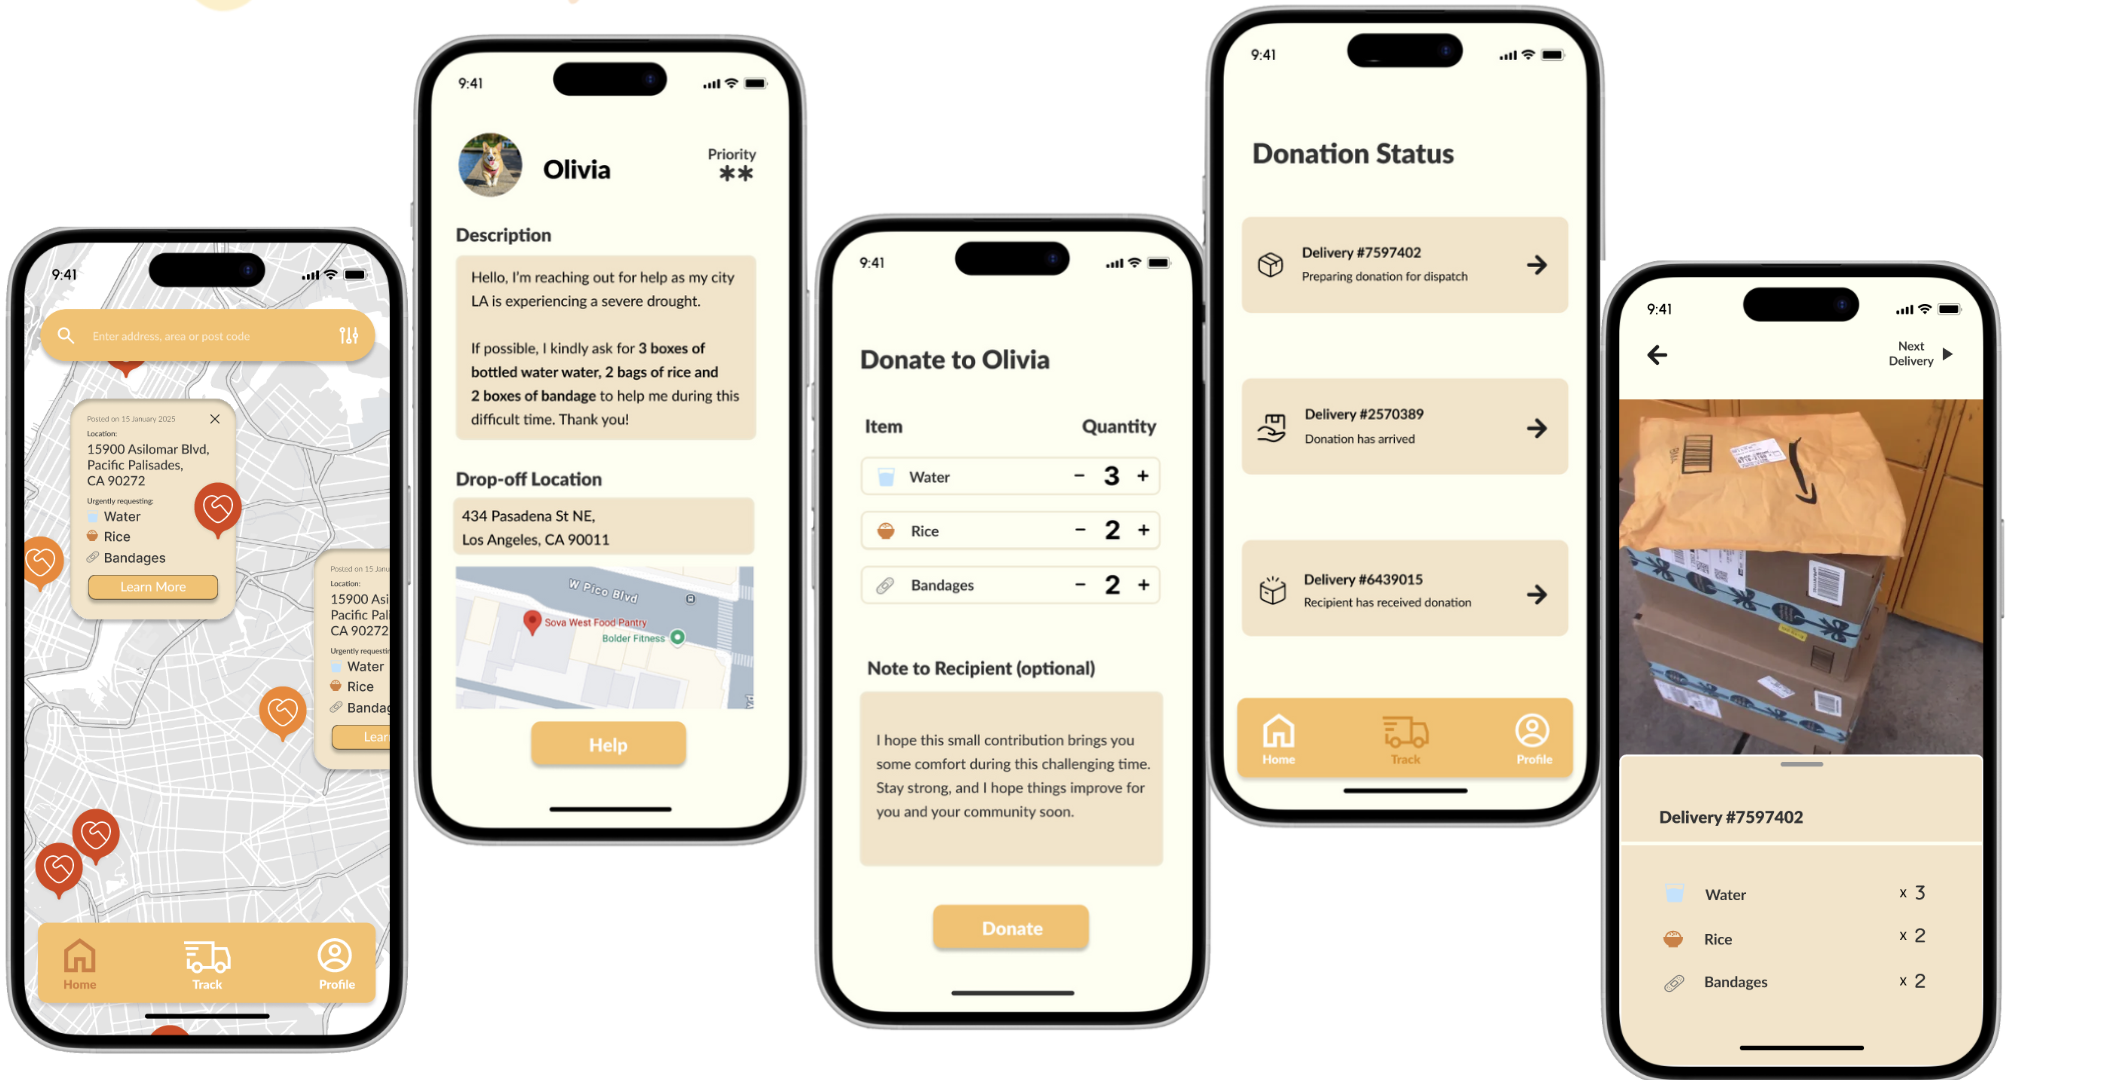 9:41
Enter address, area or post code
Posted on 15 January 2025
Location:
15900 Asilomar Blvd,
Pacific Palisades,
CA 90272
Urgently requesting:
Water
Rice
Bandages
Learn More
Posted on 15 Janu
Location:
15900 Asi
Pacific Pal
CA 90272
Urgently requestin
Water
Rice
Bandag
Lear
Home
Track
Profile
9:41
Olivia
Priority
**
Description
Hello, I'm reaching out for help as my city
LA is experiencing a severe drought.
If possible, I kindly ask for 3 boxes of
bottled water water, 2 bags of rice and
2 boxes of bandage to help me during this
difficult time. Thank you!
Drop-off Location
434 Pasadena St NE,
Los Angeles, CA 90011
W Pico Blvd
Sova West Food Pantry
Bolder Fitness
Help
9:41
Donate to Olivia
Item Quantity
Water - 3 +
Rice - 2 +
Bandages - 2 +
Note to Recipient (optional)
I hope this small contribution brings you
some comfort during this challenging time.
Stay strong, and I hope things improve for
you and your community soon.
Donate
9:41
Donation Status
Delivery #7597402
Preparing donation for dispatch
Delivery #2570389
Donation has arrived
Delivery #6439015
Recipient has received donation
Home
Track
Profile
9:41
Next
Delivery
Delivery #7597402
Water x 3
Rice x 2
Bandages x 2